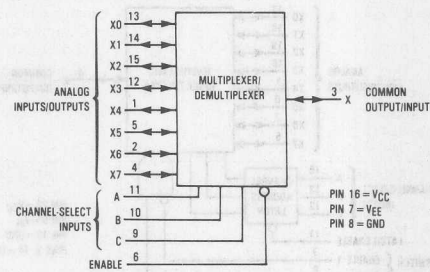 X0 13
X1 14
X2 15
X3 12
X4 1
X5 5
X6 2
X7 4
ANALOG
INPUTS/OUTPUTS
MULTIPLEXER/
DEMULTIPLEXER
3 X
COMMON
OUTPUT/INPUT
CHANNEL-SELECT
INPUTS
A 11
B 10
C 9
ENABLE 6
PIN 16 = VCC
PIN 7 = VEE
PIN 8 = GND